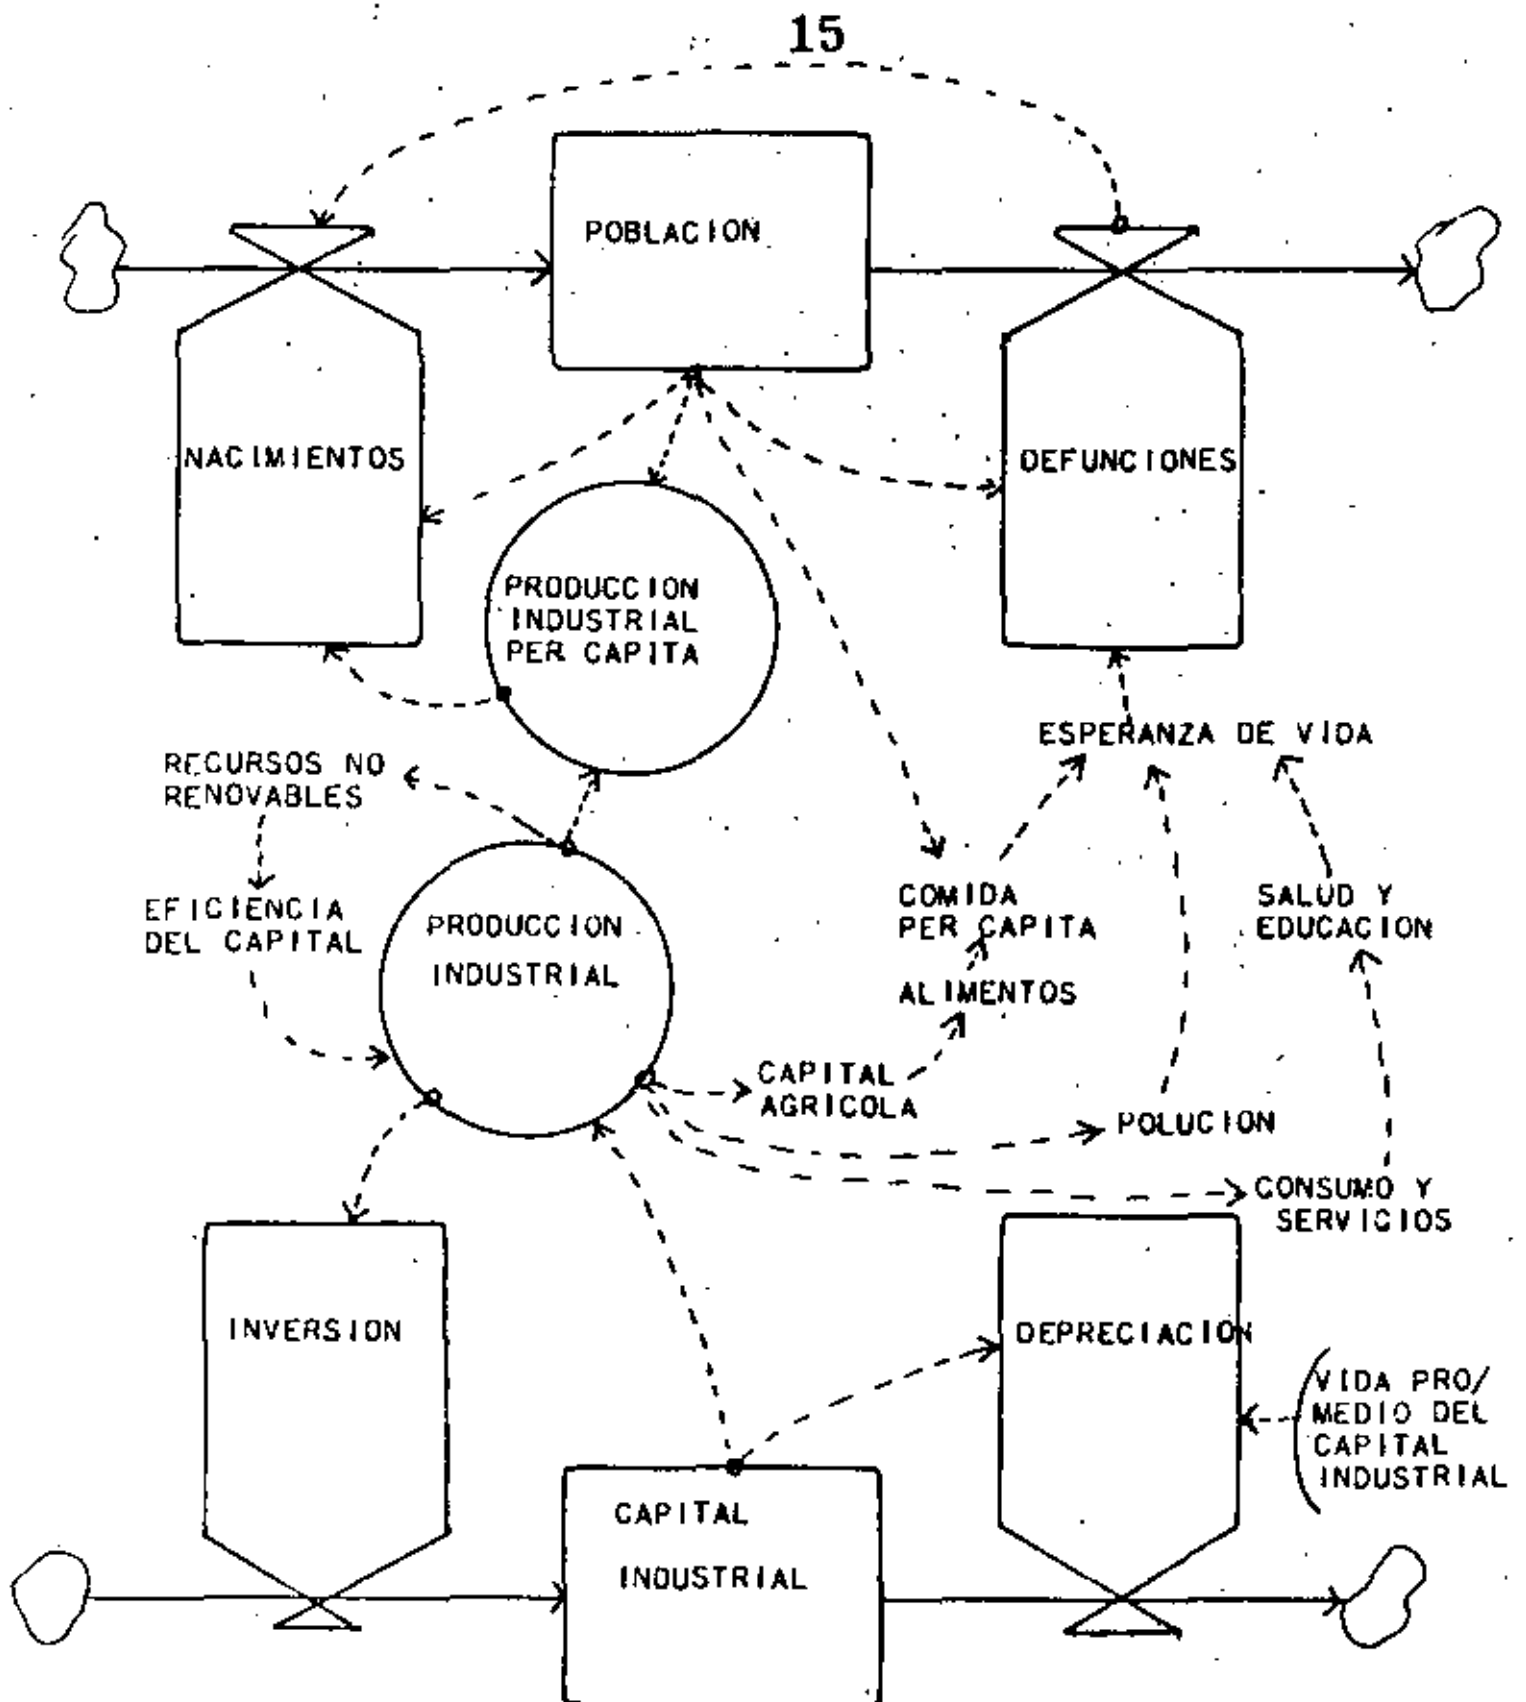 15
POBLACION
NACIMIENTOS
DEFUNCIONES
PRODUCCION
INDUSTRIAL
PER CAPITA
ESPERANZA DE VIDA
RECURSOS NO
RENOVABLES
EFICIENCIA
DEL CAPITAL
PRODUCCION
INDUSTRIAL
COMIDA
PER CAPITA
SALUD Y
EDUCACION
ALIMENTOS
CAPITAL
AGRICOLA
POLUCION
CONSUMO Y
SERVICIOS
INVERSION
DEPRECIACION
VIDA PRO/
MEDIO DEL
CAPITAL
INDUSTRIAL
CAPITAL
INDUSTRIAL